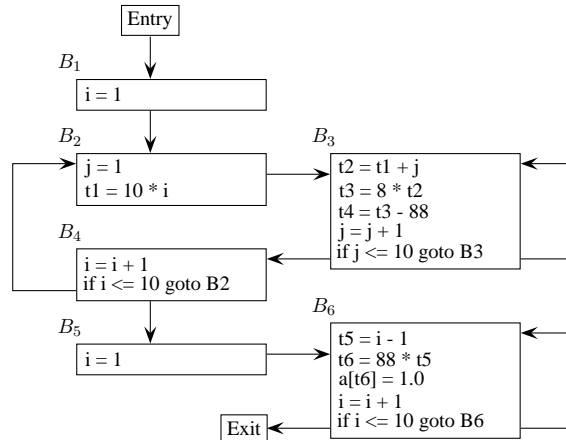 Entry
B1
i = 1
B2
j = 1
t1 = 10 * i
B3
t2 = t1 + j
t3 = 8 * t2
t4 = t3 - 88
j = j + 1
if j <= 10 goto B3
B4
i = i + 1
if i <= 10 goto B2
B5
i = 1
B6
t5 = i - 1
t6 = 88 * t5
a[t6] = 1.0
i = i + 1
if i <= 10 goto B6
Exit